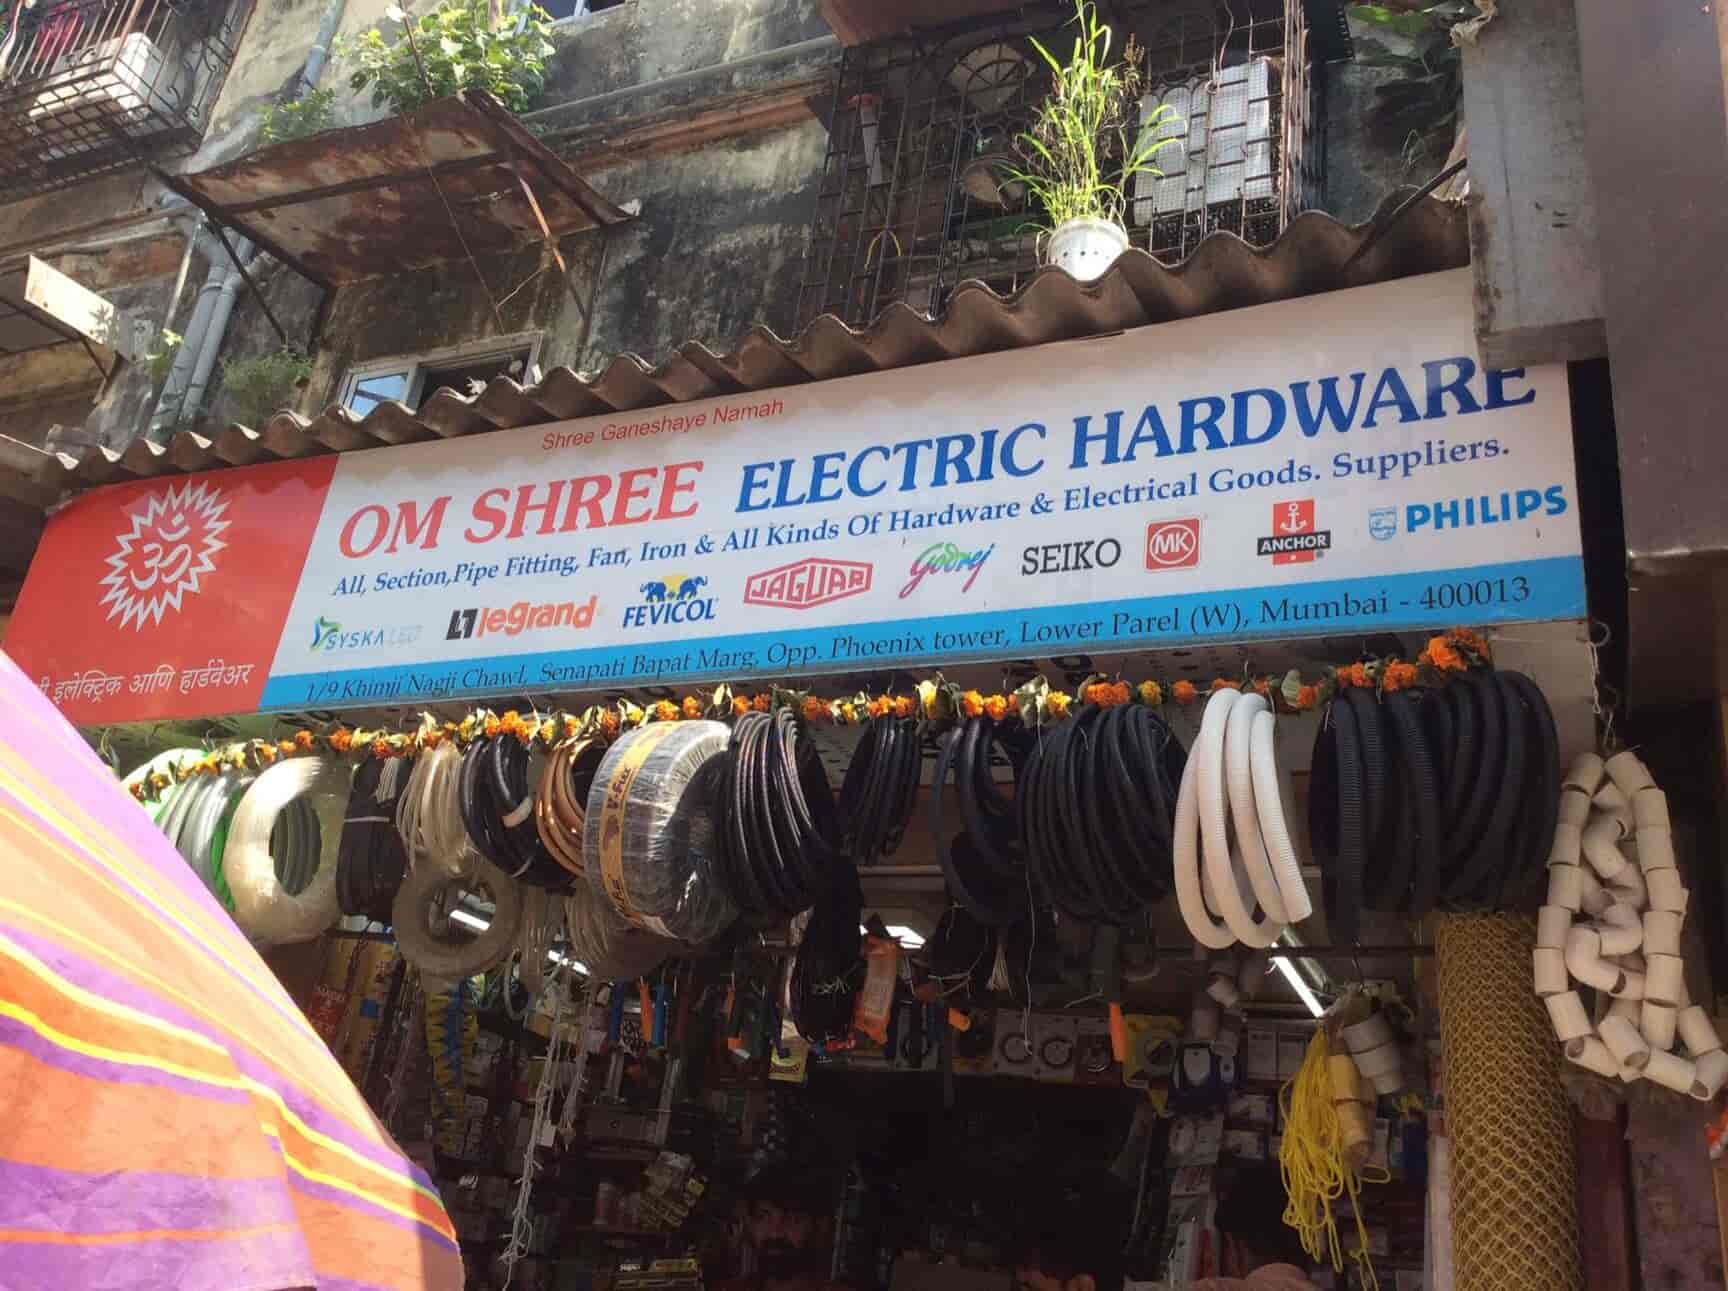 Shree Ganeshaye Namah
OM SHREE ELECTRIC HARDWARE
All, Section,Pipe Fitting, Fan, Iron & All Kinds Of Hardware & Electrical Goods. Suppliers.
SYSKA LED legrand FEVICOL JAGUAR Godrej SEIKO MK ANCHOR PHILIPS
1/9 Khimji Nagji Chawl, Senapati Bapat Marg, Opp. Phoenix tower, Lower Parel (W), Mumbai - 400013
ॐ
इलेक्ट्रिक आणि हार्डवेअर
V-FLEX